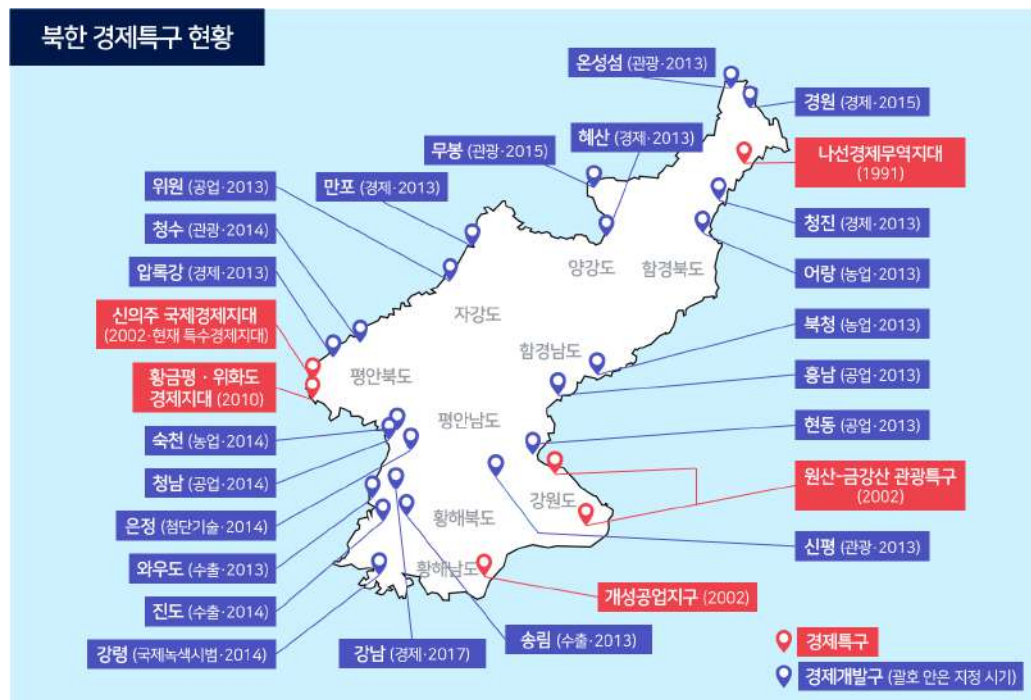 북한 경제특구 현황
온성섬 (관광·2013)
경원 (경제·2015)
혜산 (경제·2013)
무봉 (관광·2015)
나선경제무역지대
(1991)
위원 (공업·2013)
만포 (경제·2013)
청수 (관광·2014)
청진 (경제·2013)
압록강 (경제·2013)
어랑 (농업·2013)
양강도
함경북도
신의주 국제경제지대
(2002·현재 특수경제지대)
자강도
북청 (농업·2013)
함경남도
황금평·위화도
경제지대 (2010)
평안북도
흥남 (공업·2013)
숙천 (농업·2014)
평안남도
현동 (공업·2013)
청남 (공업·2014)
원산-금강산 관광특구
(2002)
강원도
은정 (첨단기술·2014)
황해북도
신평 (관광·2013)
와우도 (수출·2013)
황해남도
개성공업지구 (2002)
진도 (수출·2014)
송림 (수출·2013)
강령 (국제녹색시범·2014)
강남 (경제·2017)
경제특구
경제개발구 (괄호 안은 지정 시기)